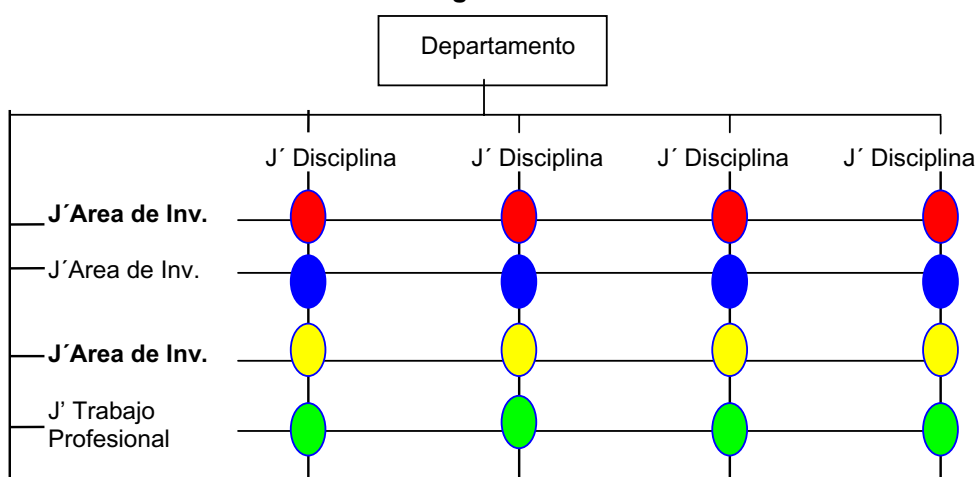 Departamento
J´ Disciplina J´ Disciplina J´ Disciplina J´ Disciplina
J´Area de Inv.
J´Area de Inv.
J´Area de Inv.
J’ Trabajo
Profesional